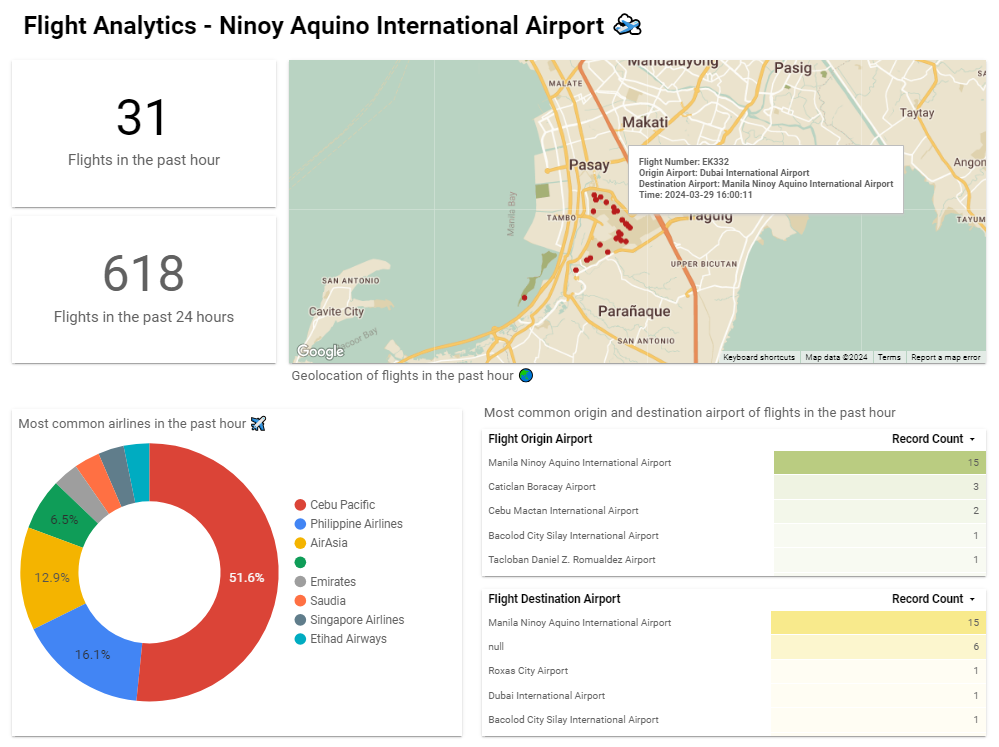 Flight Analytics - Ninoy Aquino International Airport
31
Flights in the past hour
618
Flights in the past 24 hours
Mandaluyong
Pasig
MALATE
Taytay
Makati
Pasay
Angon
Flight Number: EK332
Origin Airport: Dubai International Airport
Destination Airport: Manila Ninoy Aquino International Airport
Time: 2024-03-29 16:00:11
Manila Bay
TAMBO
Taguig
TAYUM
UPPER BICUTAN
SAN ANTONIO
Cavite City
Parañaque
SAN ANTONIO
oor Bay
Google
Keyboard shortcuts
Map data ©2024
Terms
Report a map error
Geolocation of flights in the past hour
Most common airlines in the past hour
51.6%
16.1%
12.9%
6.5%
Cebu Pacific
Philippine Airlines
AirAsia
Emirates
Saudia
Singapore Airlines
Etihad Airways
Most common origin and destination airport of flights in the past hour
Flight Origin Airport Record Count
Manila Ninoy Aquino International Airport 15
Caticlan Boracay Airport 3
Cebu Mactan International Airport 2
Bacolod City Silay International Airport 1
Tacloban Daniel Z. Romualdez Airport 1
Flight Destination Airport Record Count
Manila Ninoy Aquino International Airport 15
null 6
Roxas City Airport 1
Dubai International Airport 1
Bacolod City Silay International Airport 1